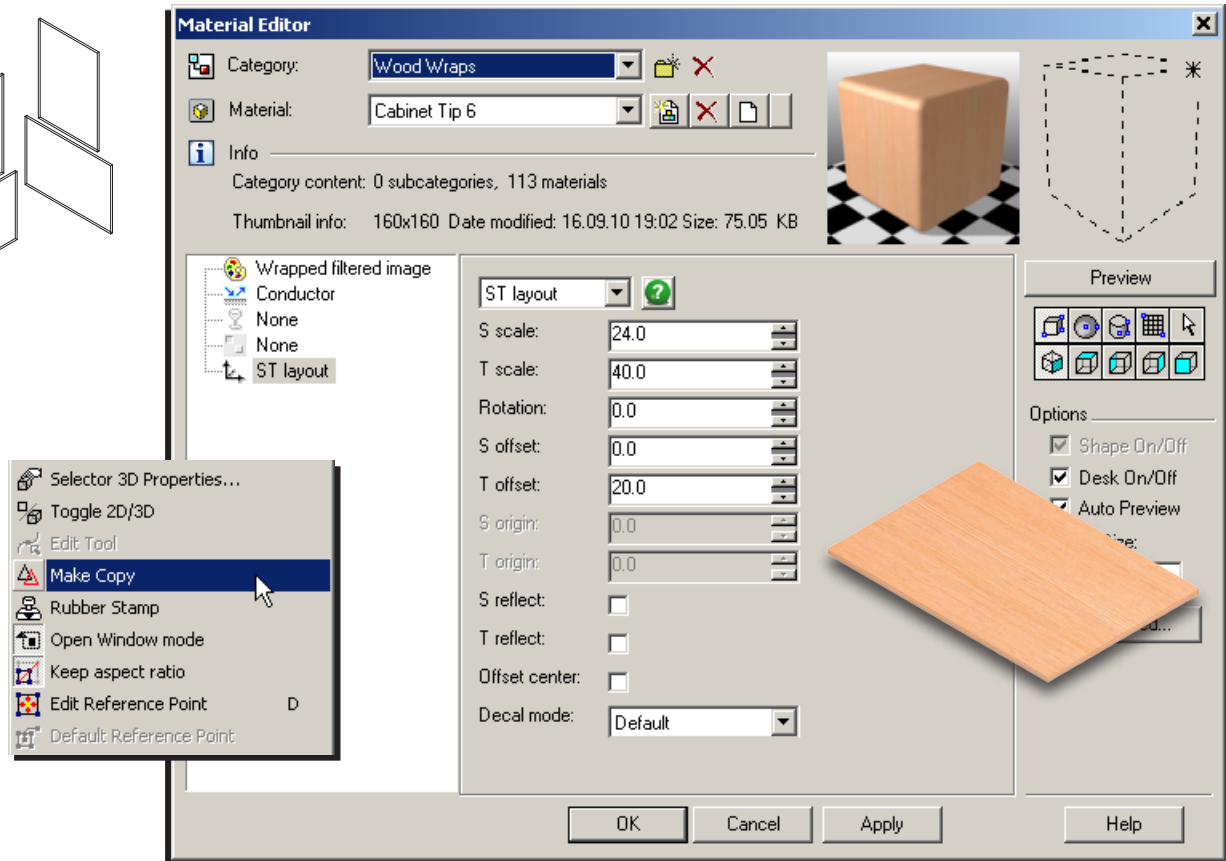 Material Editor
Category: Wood Wraps
Material: Cabinet Tip 6
Info
Category content: 0 subcategories, 113 materials
Thumbnail info: 160x160 Date modified: 16.09.10 19:02 Size: 75.05 KB
Wrapped filtered image
Conductor
None
None
ST layout
ST layout
S scale: 24.0
T scale: 40.0
Rotation: 0.0
S offset: 0.0
T offset: 20.0
S origin: 0.0
T origin: 0.0
S reflect:
T reflect:
Offset center:
Decal mode: Default
Preview
Options
Shape On/Off
Desk On/Off
Auto Preview
Selector 3D Properties...
Toggle 2D/3D
Edit Tool
Make Copy
Rubber Stamp
Open Window mode
Keep aspect ratio
Edit Reference Point D
Default Reference Point
OK Cancel Apply Help